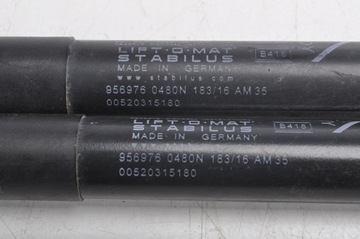 LIFT-O-MAT
STABILUS B418
MADE IN GERMANY
www.stabilus.com
956976 0480N 183/16 AM 35
00520315180
LIFT-O-MAT
STABILUS B418
MADE IN GERMANY
956976 0480N 183/16 AM 35
00520315180